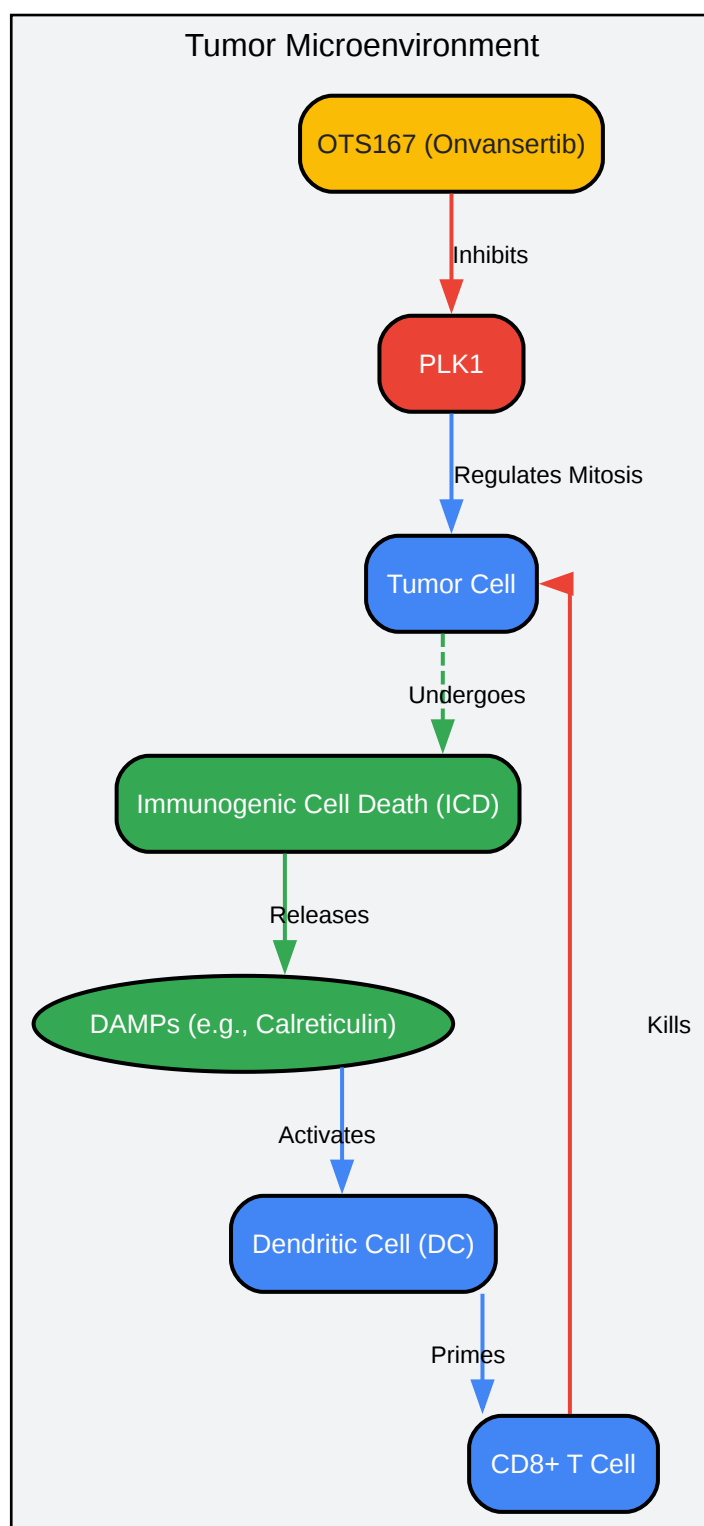 Tumor Microenvironment
OTS167 (Onvansertib)
Inhibits
PLK1
Regulates Mitosis
Tumor Cell
Undergoes
Immunogenic Cell Death (ICD)
Releases
DAMPs (e.g., Calreticulin)
Kills
Activates
Dendritic Cell (DC)
Primes
CD8+ T Cell